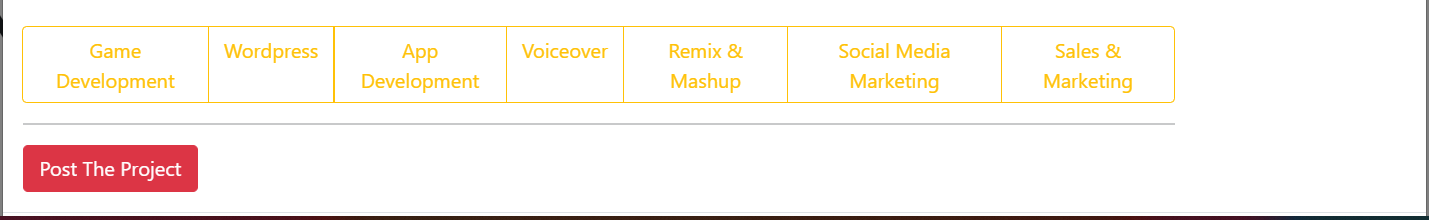 Game
Development
Wordpress
App
Development
Voiceover
Remix &
Mashup
Social Media
Marketing
Sales &
Marketing
Post The Project